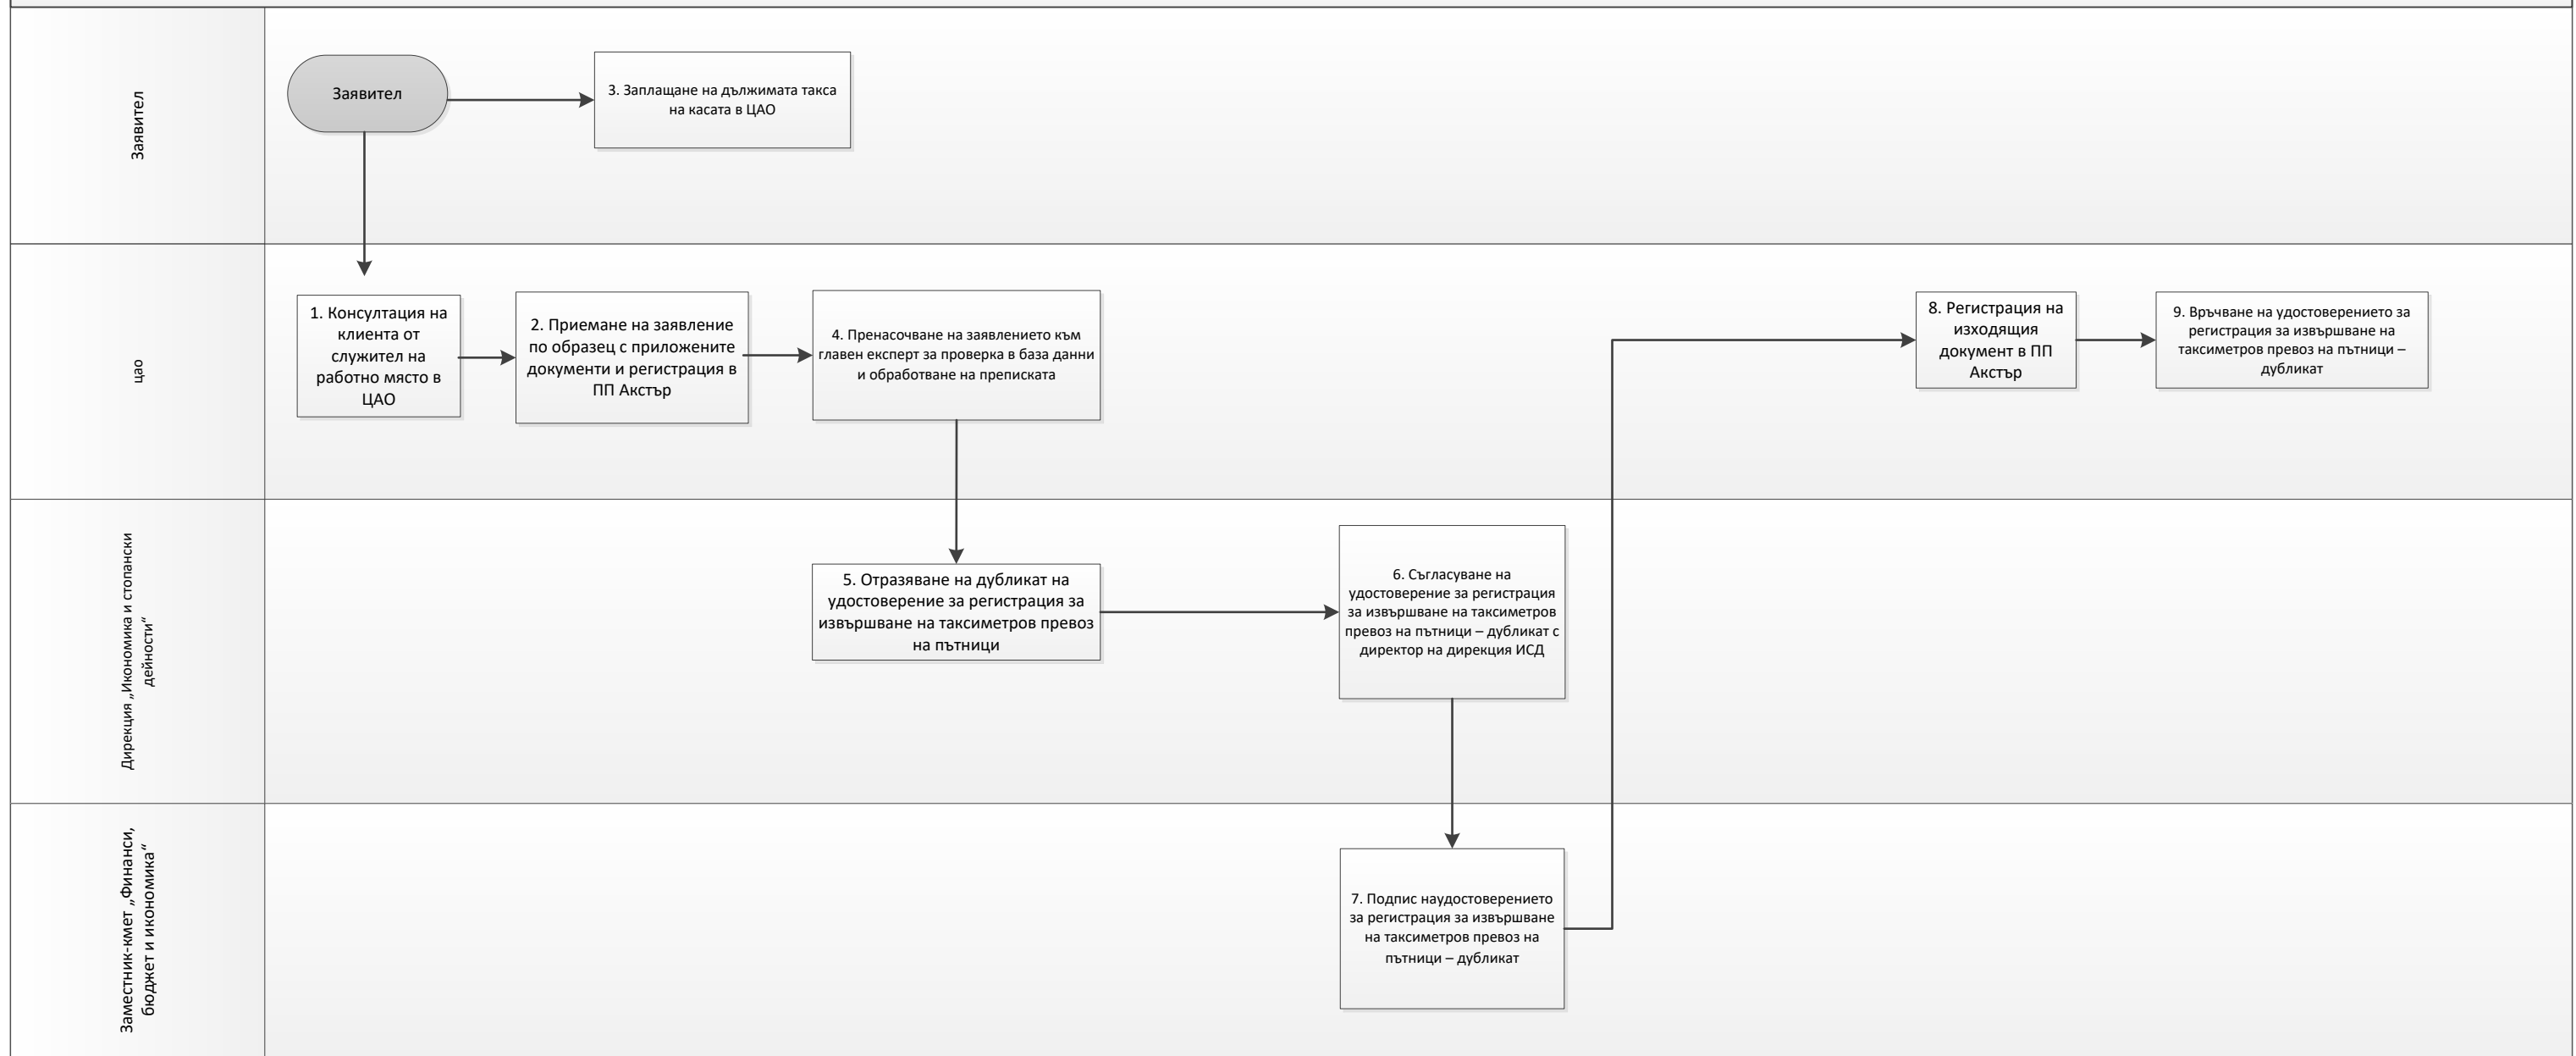 Заявител
Заявител
3. Заплащане на дължимата такса
на касата в ЦАО
цао
1. Консултация на
клиента от
служител на
работно място в
ЦАО
2. Приемане на заявление
по образец с приложените
документи и регистрация в
ПП Акстър
4. Пренасочване на заявлението към
главен експерт за проверка в база данни
и обработване на преписката
8. Регистрация на
изходящия
документ в ПП
Акстър
9. Връчване на удостоверението за
регистрация за извършване на
таксиметров превоз на пътници –
дубликат
Дирекция „Икономика и стопански
дейности“
5. Отразяване на дубликат на
удостоверение за регистрация за
извършване на таксиметров превоз
на пътници
6. Съгласуване на
удостоверение за регистрация
за извършване на таксиметров
превоз на пътници – дубликат с
директор на дирекция ИСД
Заместник-кмет „Финанси,
бюджет и икономика“
7. Подпис наудостоверението
за регистрация за извършване
на таксиметров превоз на
пътници – дубликат